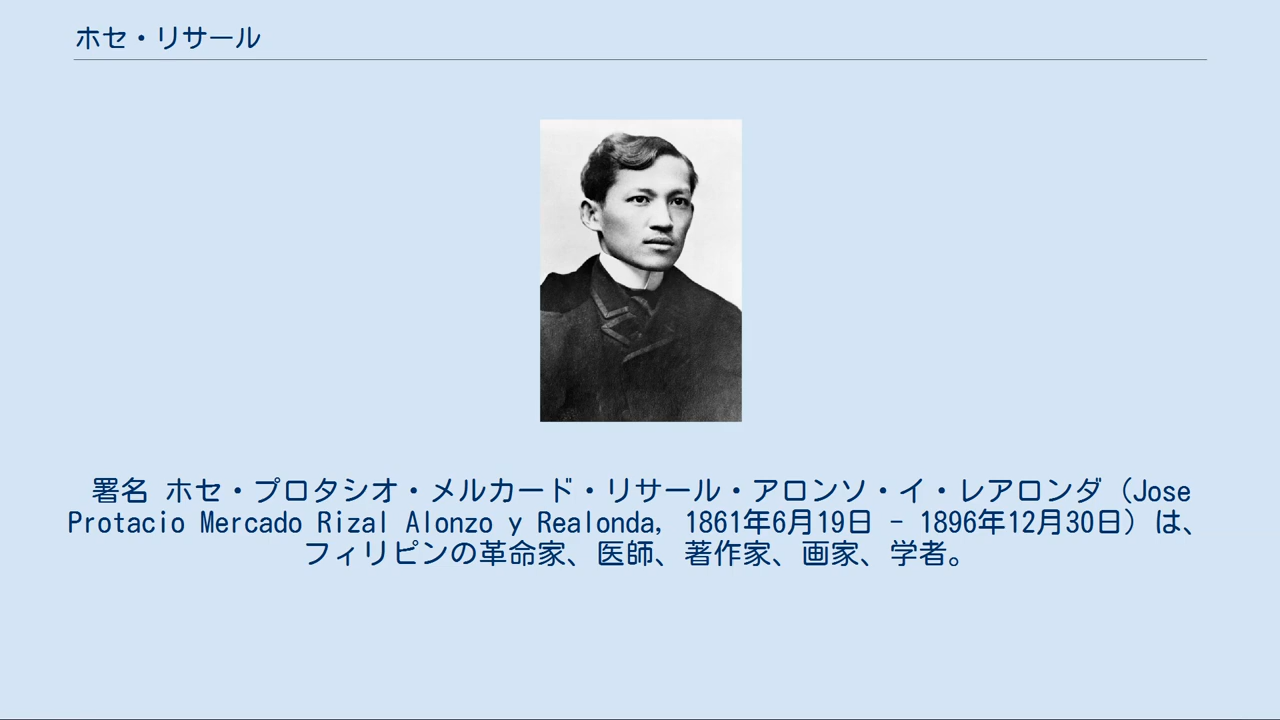 ホセ・リサール
署名 ホセ・プロタシオ・メルカード・リサール・アロンソ・イ・レアロンダ（Jose
Protacio Mercado Rizal Alonzo y Realonda, 1861年6月19日 - 1896年12月30日）は、
フィリピンの革命家、医師、著作家、画家、学者。